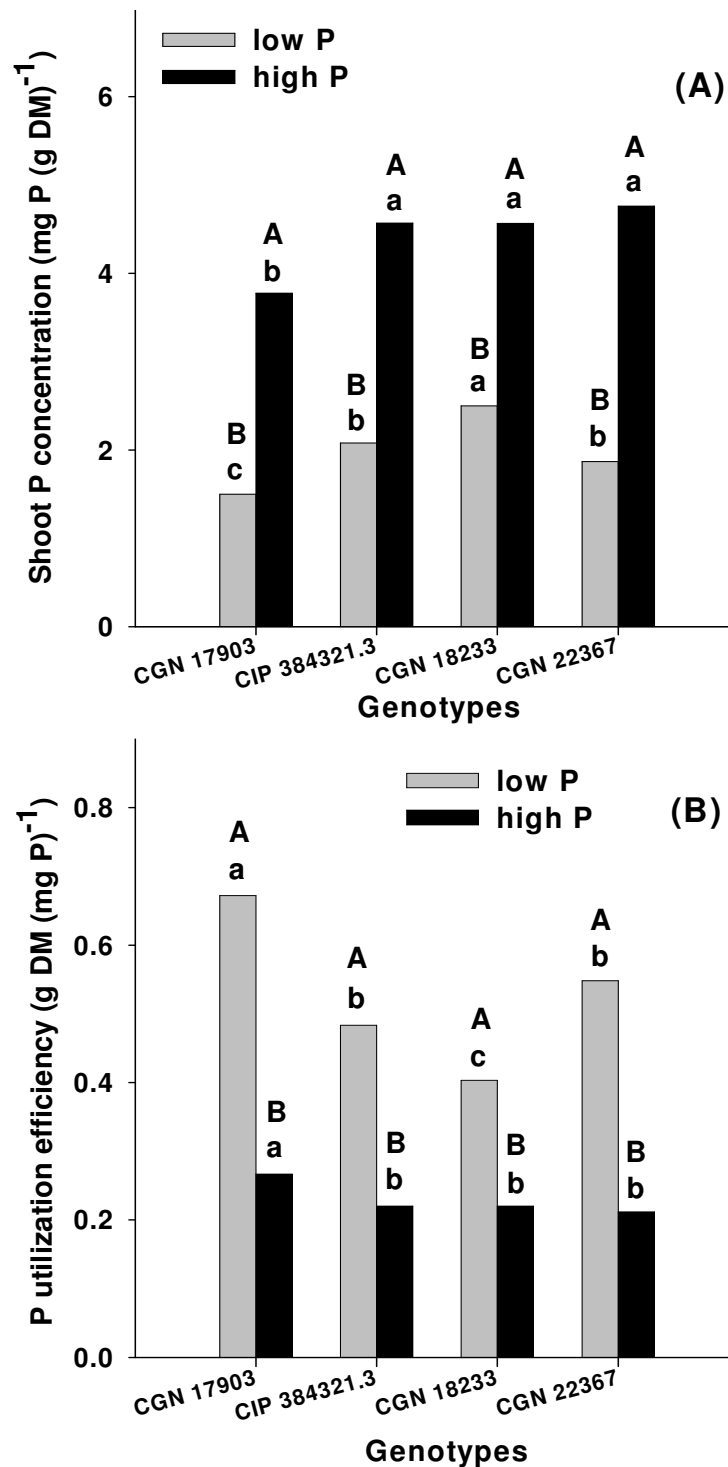 low P
high P
(A)
Shoot P concentration (mg P (g DM)-1
6
4
2
0
A
b
A
a
A
a
A
a
B
c
B
b
B
a
B
b
CGN 17903
CIP 384321.3
CGN 18233
CGN 22367
Genotypes
low P
high P
(B)
P utilization efficiency (g DM (mg P)-1
0.8
0.6
0.4
0.2
0.0
A
a
A
b
A
c
A
b
B
a
B
b
B
b
B
b
CGN 17903
CIP 384321.3
CGN 18233
CGN 22367
Genotypes